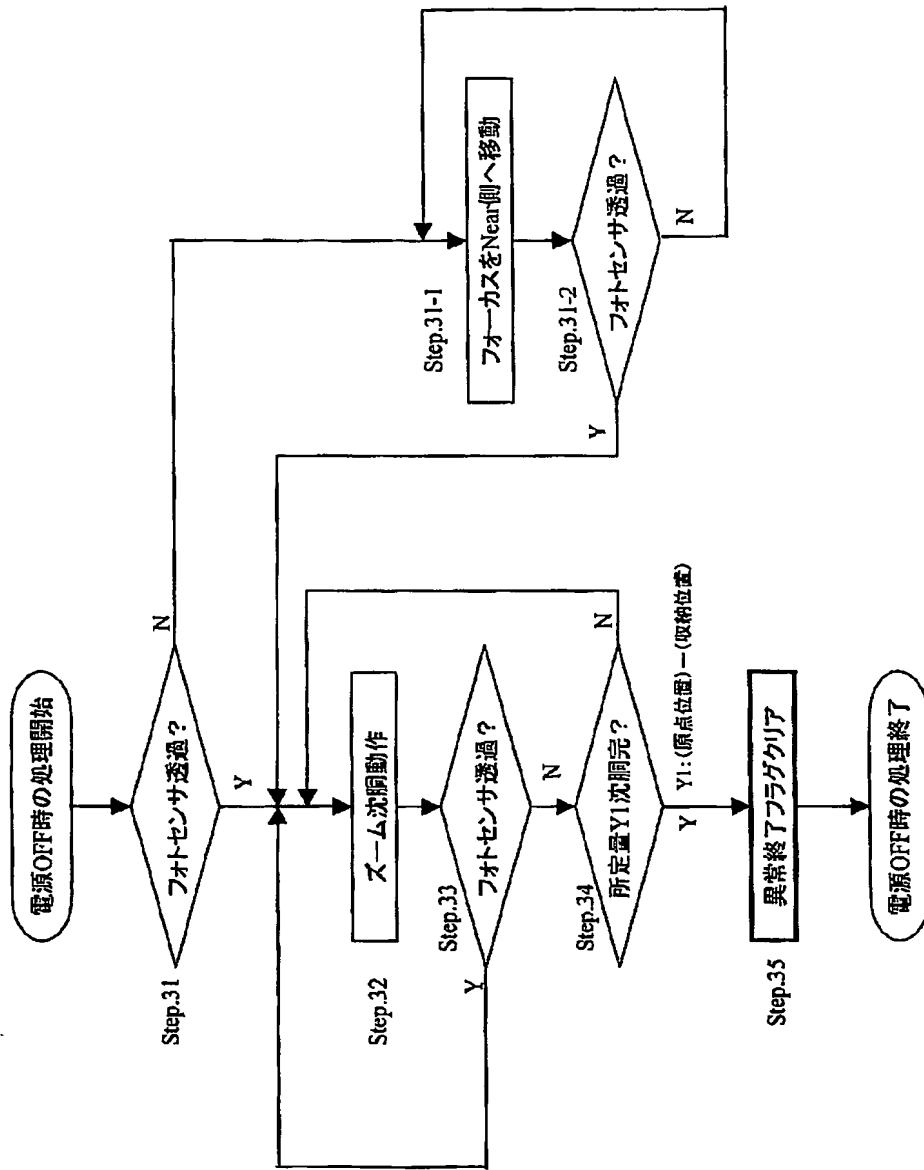 電源OFF時の処理開始
Step.31
フォトセンサ透過？
N
Y
Step.31-1
フォーカスをNear側へ移動
Step.31-2
フォトセンサ透過？
Y
N
Step.32
ズーム沈胴動作
Step.33
フォトセンサ透過？
Y
N
Step.34
所定量Y1沈胴完？
N
Y
Y1:(原点位置)ー(収納位置)
Step.35
異常終了フラグクリア
電源OFF時の処理終了